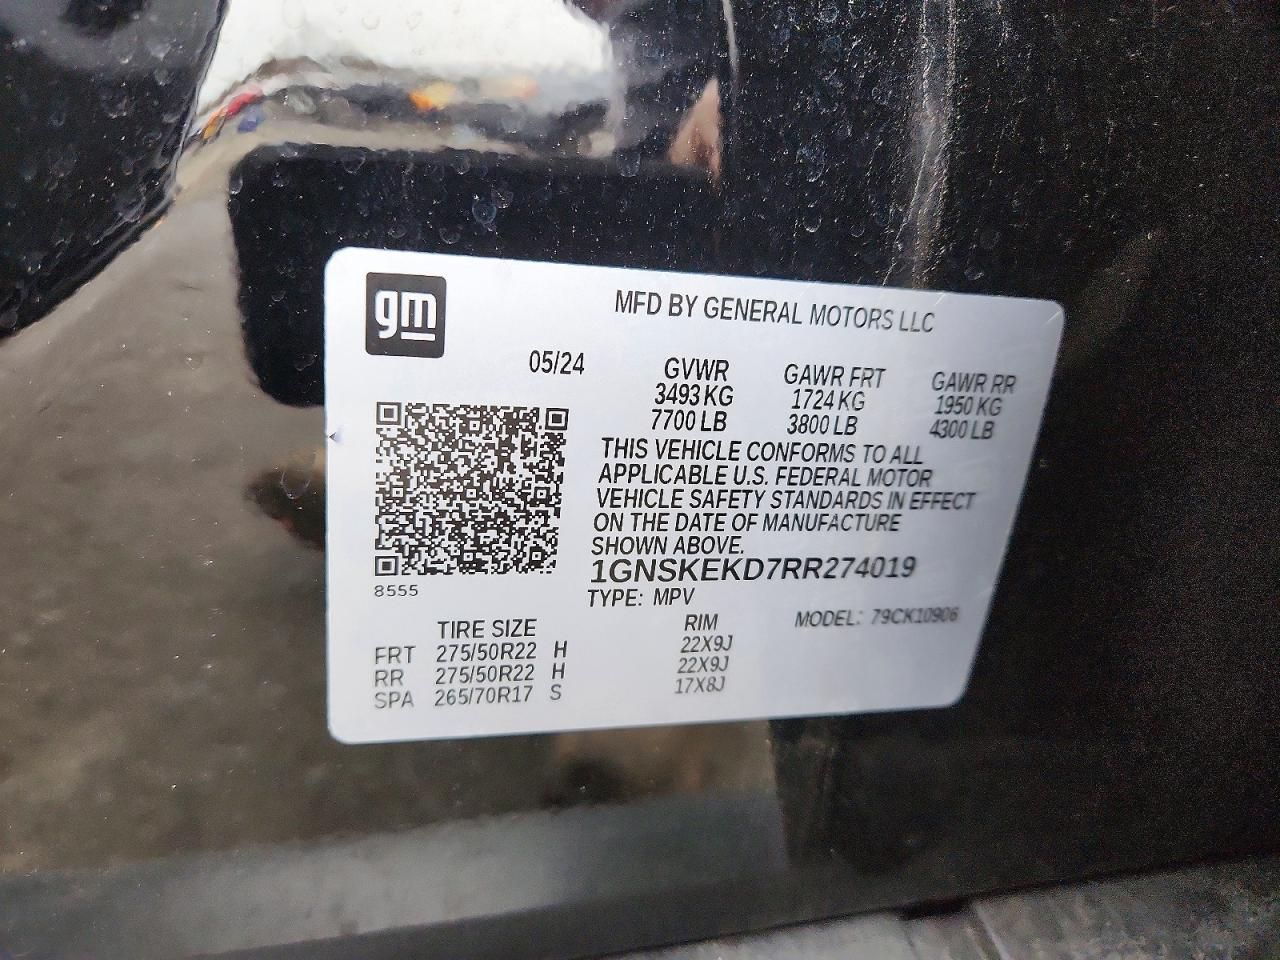 gm
MFD BY GENERAL MOTORS LLC
05/24 GVWR GAWR FRT GAWR RR
3493 KG 1724 KG 1950 KG
7700 LB 3800 LB 4300 LB
THIS VEHICLE CONFORMS TO ALL
APPLICABLE U.S. FEDERAL MOTOR
VEHICLE SAFETY STANDARDS IN EFFECT
ON THE DATE OF MANUFACTURE
SHOWN ABOVE.
1GNSKEKD7RR274019
8555
TYPE: MPV
MODEL: 79CK10906
TIRE SIZE RIM
FRT 275/50R22 H 22X9J
RR 275/50R22 H 22X9J
SPA 265/70R17 S 17X8J